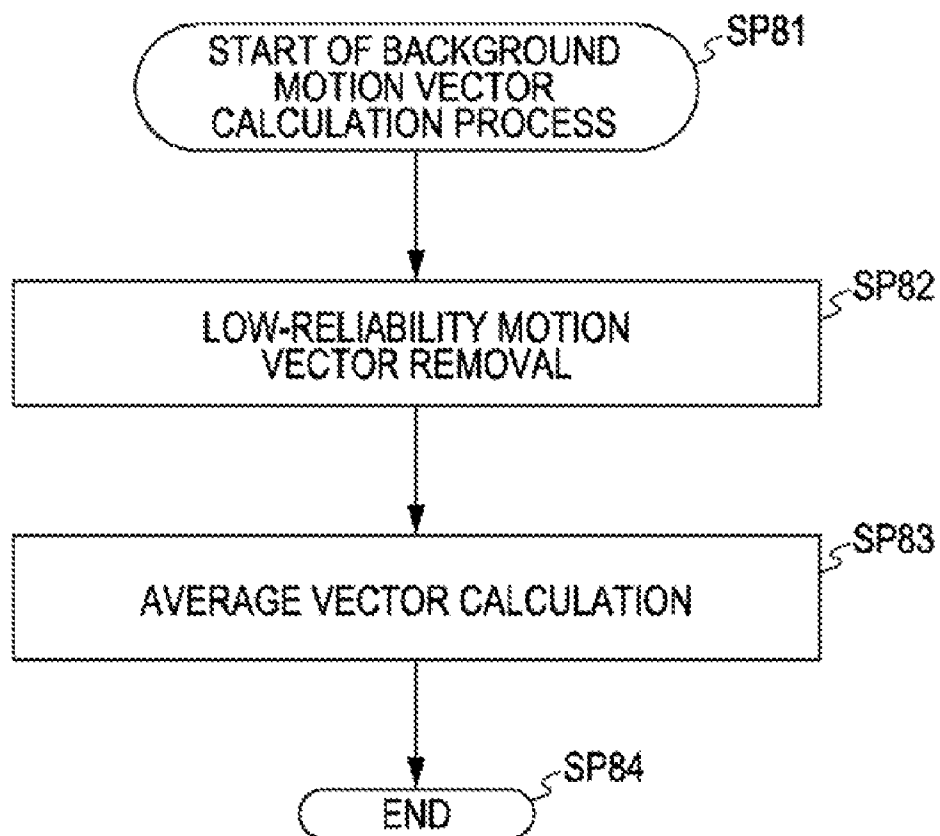 START OF BACKGROUND
MOTION VECTOR
CALCULATION PROCESS
SP81
LOW-RELIABILITY MOTION
VECTOR REMOVAL
SP82
AVERAGE VECTOR CALCULATION
SP83
END
SP84